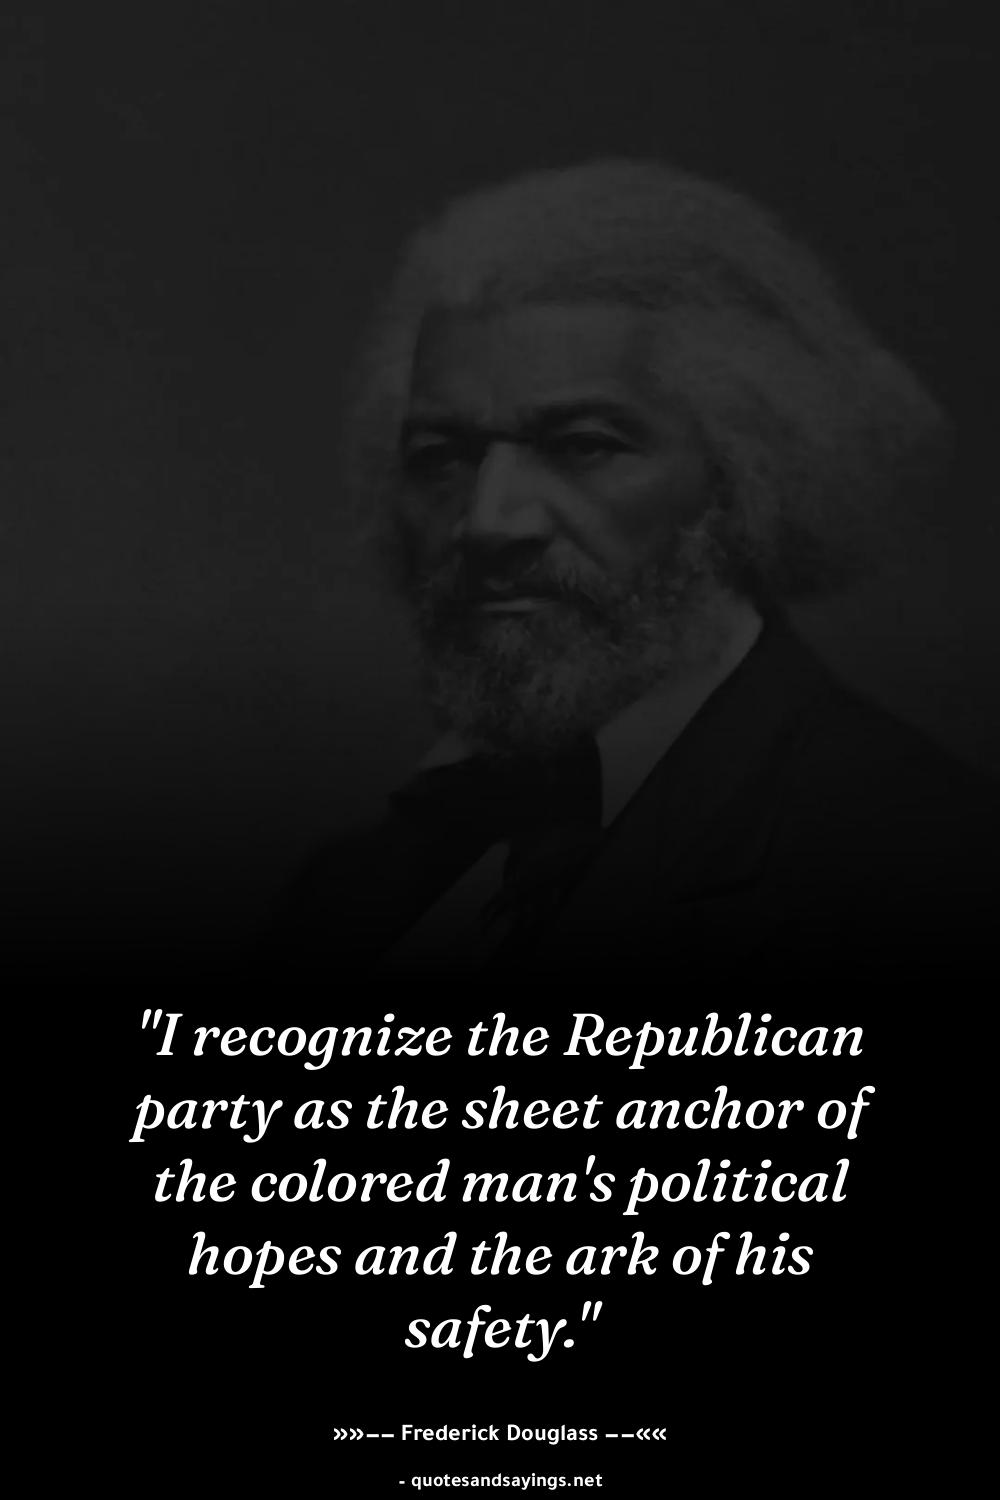 "I recognize the Republican
party as the sheet anchor of
the colored man's political
hopes and the ark of his
safety."
»»−− Frederick Douglass −−««
- quotesandsayings.net